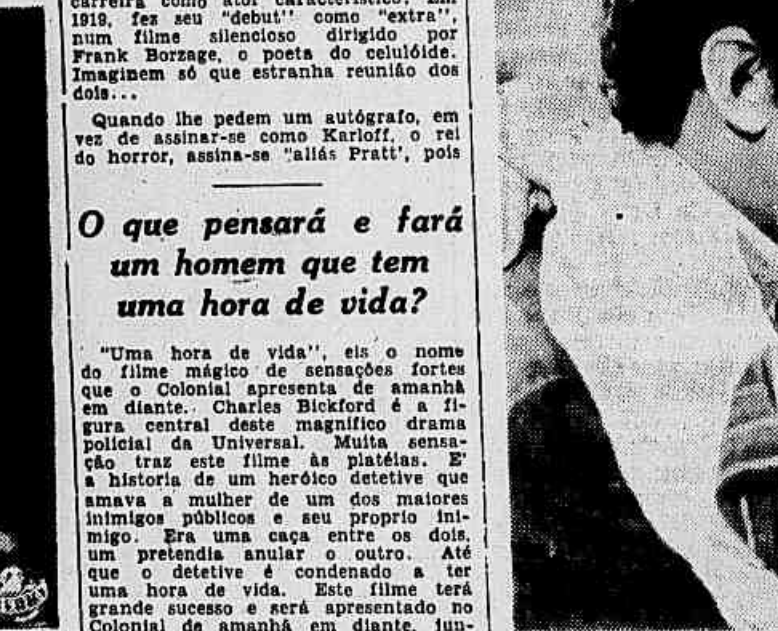 carreira como ator característico. Em
1919, fez seu "debut" como "extra",
num filme silencioso dirigido por
Frank Borzage, o poeta do celulóide.
Imaginem só que estranha reunião dos
dois...
Quando lhe pedem um autógrafo, em
vez de assinar-se como Karloff, o rei
do horror, assina-se "aliás Pratt', pois
O que pensará e fará
um homem que tem
uma hora de vida?
"Uma hora de vida", eis o nome
do filme mágico de sensações fortes
que o Colonial apresenta de amanhã
em diante. Charles Bickford é a fi-
gura central deste magnifico drama
policial da Universal. Muita sensa-
ção traz este filme às platéias. E'
a historia de um heróico detetive que
amava a mulher de um dos maiores
inimigos públicos e seu proprio ini-
migo. Era uma caça entre os dois,
um pretendia anular o outro. Até
que o detetive é condenado a ter
uma hora de vida. Este filme terá
grande sucesso e será apresentado no
Colonial de amanhã em diante, jun-